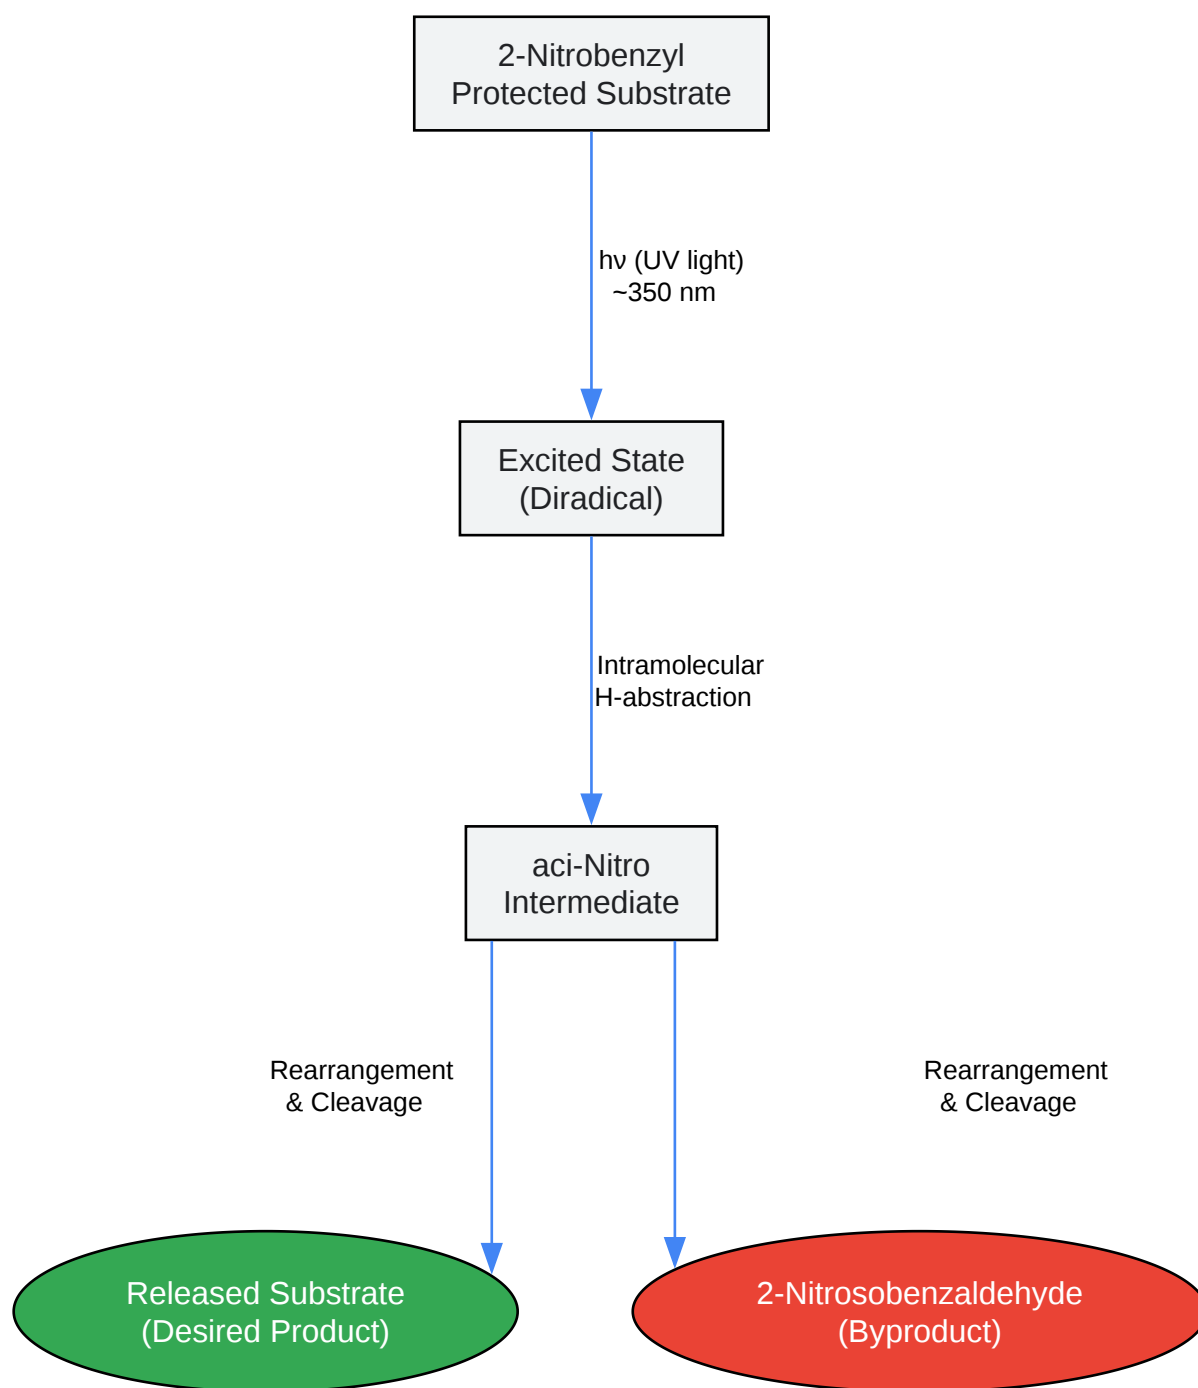 2-Nitrobenzyl
Protected Substrate
hν (UV light)
~350 nm
Excited State
(Diradical)
Intramolecular
H-abstraction
aci-Nitro
Intermediate
Rearrangement
& Cleavage
Rearrangement
& Cleavage
Released Substrate
(Desired Product)
2-Nitrosobenzaldehyde
(Byproduct)